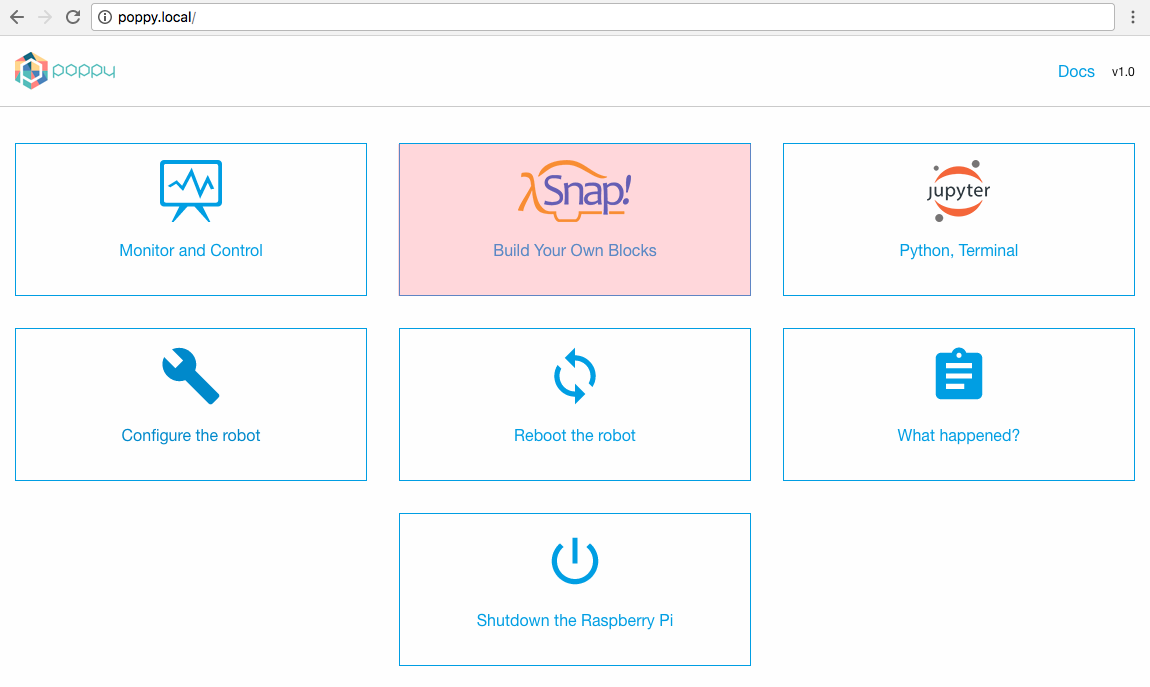 poppy.local/
poppy
Docs
v1.0
λSnap!
Build Your Own Blocks
jupyter
Python, Terminal
Monitor and Control
Configure the robot
Reboot the robot
What happened?
Shutdown the Raspberry Pi